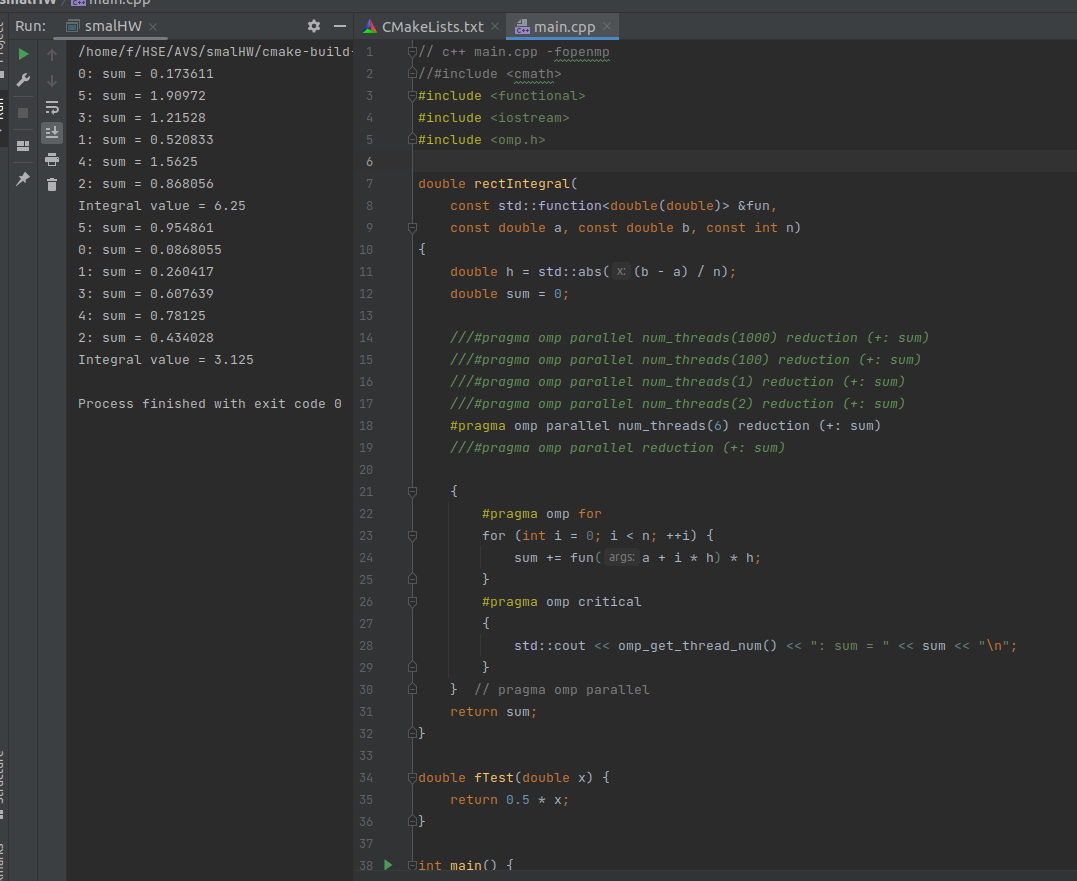 smalHW / main.cpp
Run: smalHW
CMakeLists.txt
main.cpp
/home/f/HSE/AVS/smalHW/cmake-build-
0: sum = 0.173611
5: sum = 1.90972
3: sum = 1.21528
1: sum = 0.520833
4: sum = 1.5625
2: sum = 0.868056
Integral value = 6.25
5: sum = 0.954861
0: sum = 0.0868055
1: sum = 0.260417
3: sum = 0.607639
4: sum = 0.78125
2: sum = 0.434028
Integral value = 3.125
Process finished with exit code 0
1 // c++ main.cpp -fopenmp
2 //#include <cmath>
3 #include <functional>
4 #include <iostream>
5 #include <omp.h>
6
7 double rectIntegral(
8 const std::function<double(double)> &fun,
9 const double a, const double b, const int n)
10 {
11 double h = std::abs( x: (b - a) / n);
12 double sum = 0;
13
14 ///#pragma omp parallel num_threads(1000) reduction (+: sum)
15 ///#pragma omp parallel num_threads(100) reduction (+: sum)
16 ///#pragma omp parallel num_threads(1) reduction (+: sum)
17 ///#pragma omp parallel num_threads(2) reduction (+: sum)
18 #pragma omp parallel num_threads(6) reduction (+: sum)
19 ///#pragma omp parallel reduction (+: sum)
20
21 {
22 #pragma omp for
23 for (int i = 0; i < n; ++i) {
24 sum += fun( args: a + i * h) * h;
25 }
26 #pragma omp critical
27 {
28 std::cout << omp_get_thread_num() << ": sum = " << sum << "\n";
29 }
30 } // pragma omp parallel
31 return sum;
32 }
33
34 double fTest(double x) {
35 return 0.5 * x;
36 }
37
38 int main() {
Run